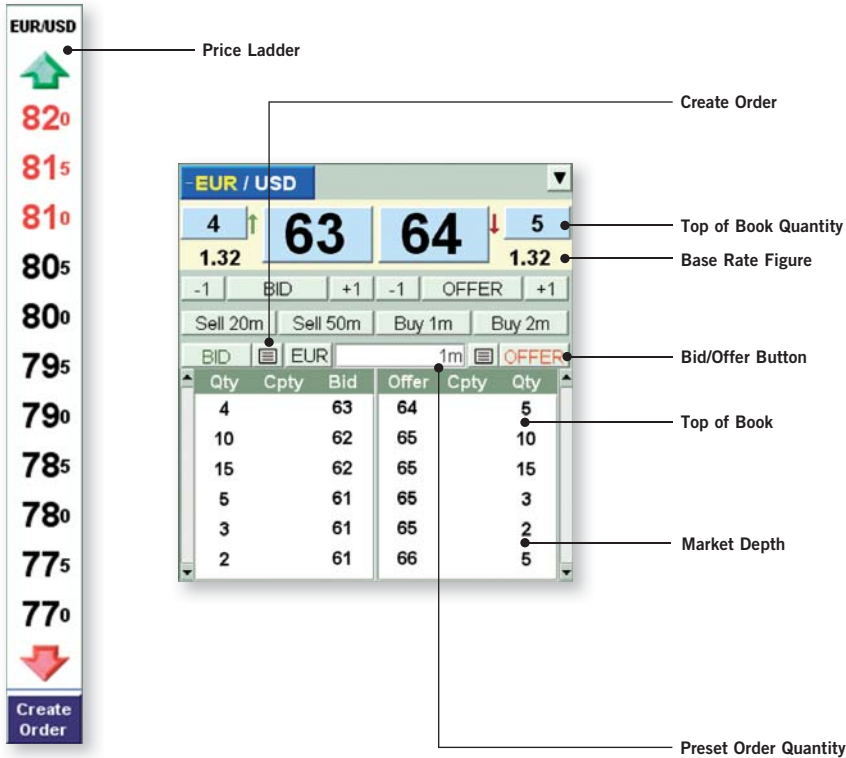 EUR/USD
Price Ladder
820
815
810
805
800
795
790
785
780
775
770
Create
Order
Create Order
-EUR / USD
4 63 64 5
1.32 1.32
-1 BID +1 -1 OFFER +1
Sell 20m Sell 50m Buy 1m Buy 2m
BID EUR 1m OFFER
Qty Cpty Bid Offer Cpty Qty
4 63 64 5
10 62 65 10
15 62 65 15
5 61 65 3
3 61 65 2
2 61 66 5
Top of Book Quantity
Base Rate Figure
Bid/Offer Button
Top of Book
Market Depth
Preset Order Quantity